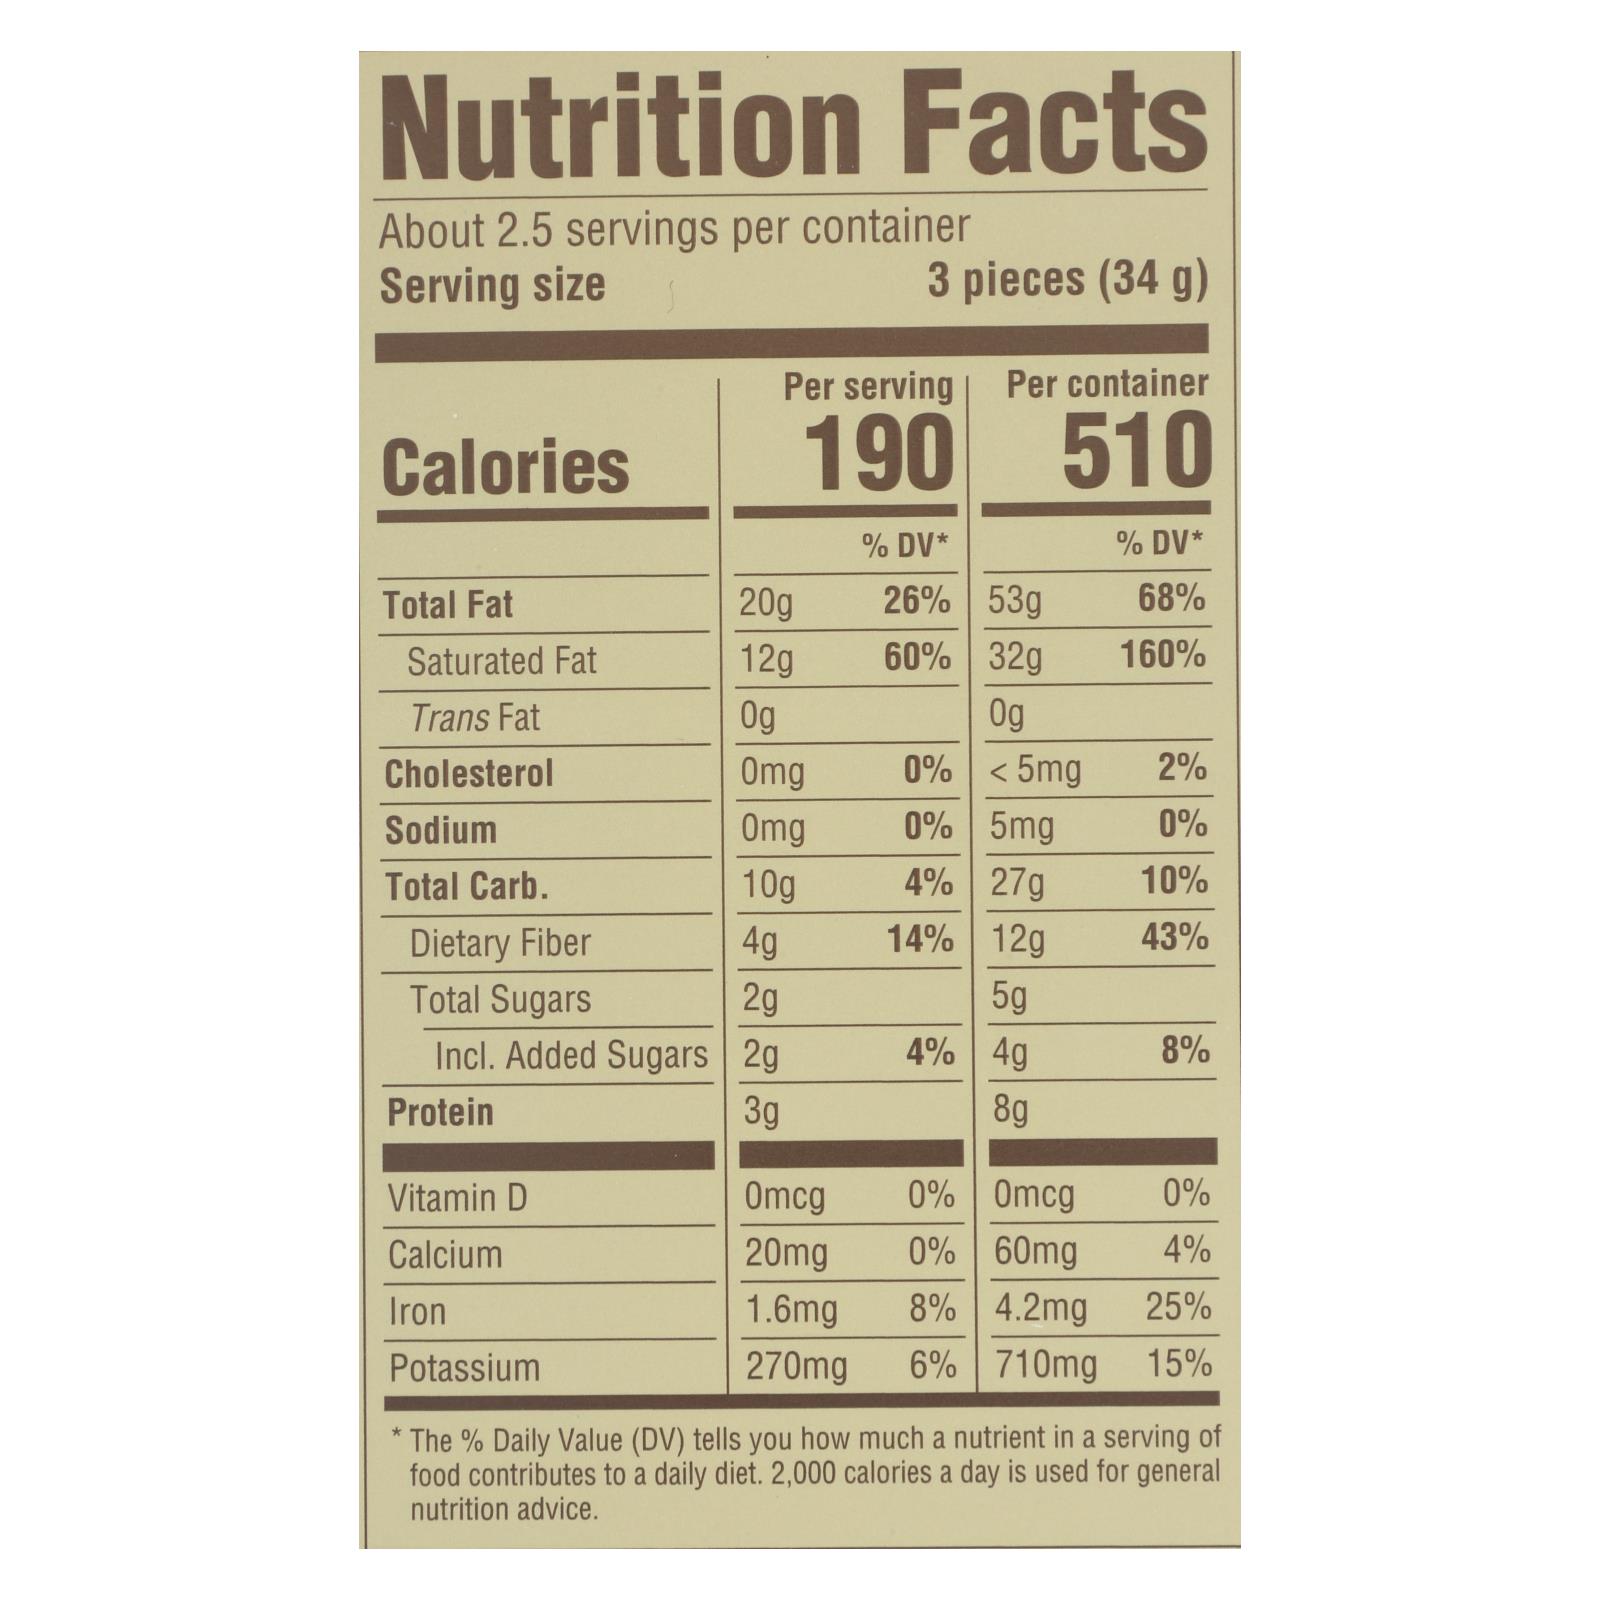 Nutrition Facts
About 2.5 servings per container
Serving size 3 pieces (34 g)
Per serving Per container
Calories 190 510
% DV* % DV*
Total Fat 20g 26% 53g 68%
Saturated Fat 12g 60% 32g 160%
Trans Fat 0g 0g
Cholesterol 0mg 0% < 5mg 2%
Sodium 0mg 0% 5mg 0%
Total Carb. 10g 4% 27g 10%
Dietary Fiber 4g 14% 12g 43%
Total Sugars 2g 5g
Incl. Added Sugars 2g 4% 4g 8%
Protein 3g 8g
Vitamin D 0mcg 0% 0mcg 0%
Calcium 20mg 0% 60mg 4%
Iron 1.6mg 8% 4.2mg 25%
Potassium 270mg 6% 710mg 15%
* The % Daily Value (DV) tells you how much a nutrient in a serving of
food contributes to a daily diet. 2,000 calories a day is used for general
nutrition advice.